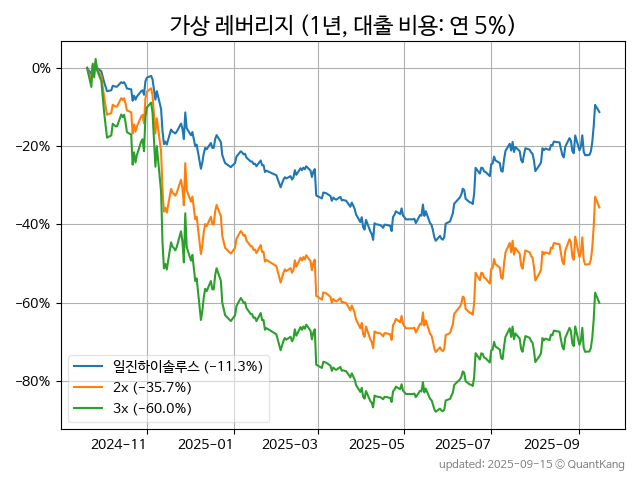 가상 레버리지 (1년, 대출 비용: 연 5%)
0%
−20%
−40%
−60%
−80%
일진하이솔루스 (−11.3%)
2x (−35.7%)
3x (−60.0%)
2024−11 2025−01 2025−03 2025−05 2025−07 2025−09
updated: 2025-09-15 © QuantKang